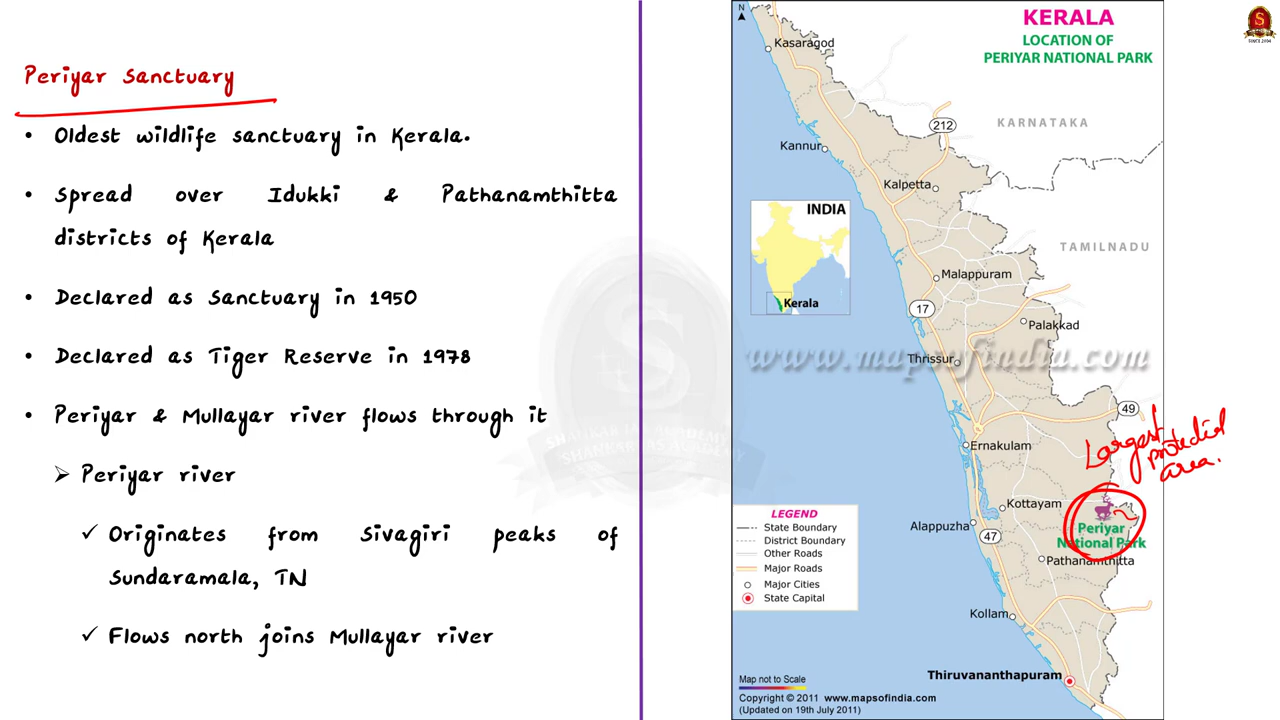 Periyar Sanctuary
• Oldest wildlife sanctuary in Kerala.
• Spread over Idukki & Pathanamthitta
districts of Kerala
• Declared as Sanctuary in 1950
• Declared as Tiger Reserve in 1978
• Periyar & Mullayar river flows through it
➢ Periyar river
✓ Originates from Sivagiri peaks of
Sundaramala, TN
✓ Flows north joins Mullayar river
SHANKAR IAS ACADEMY
N
KERALA
LOCATION OF
PERIYAR NATIONAL PARK
S
SINCE 2004
Kasaragod
KARNATAKA
212
Kannur
Kalpetta
INDIA
Kerala
TAMILNADU
Malappuram
17
Palakkad
www.mapsofindia.com
Thrissur
49
Largest
protected
area.
Ernakulam
Kottayam
Periyar
National Park
Alappuzha
47
Pathanamthitta
LEGEND
State Boundary
District Boundary
Other Roads
Major Roads
Major Cities
State Capital
Kollam
Thiruvananthapuram
Map not to Scale
Copyright © 2011 www.mapsofindia.com
(Updated on 19th July 2011)